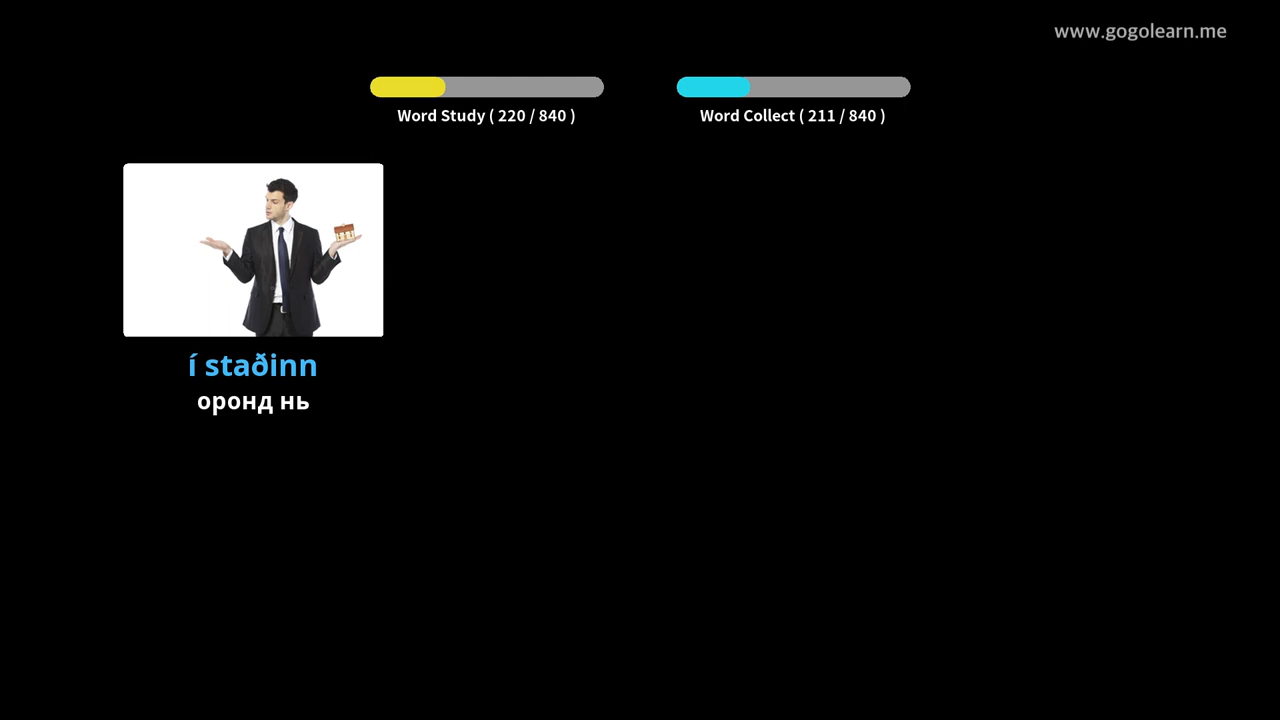 www.gogolearn.me
Word Study ( 220 / 840 )
Word Collect ( 211 / 840 )
í staðinn
оронд нь